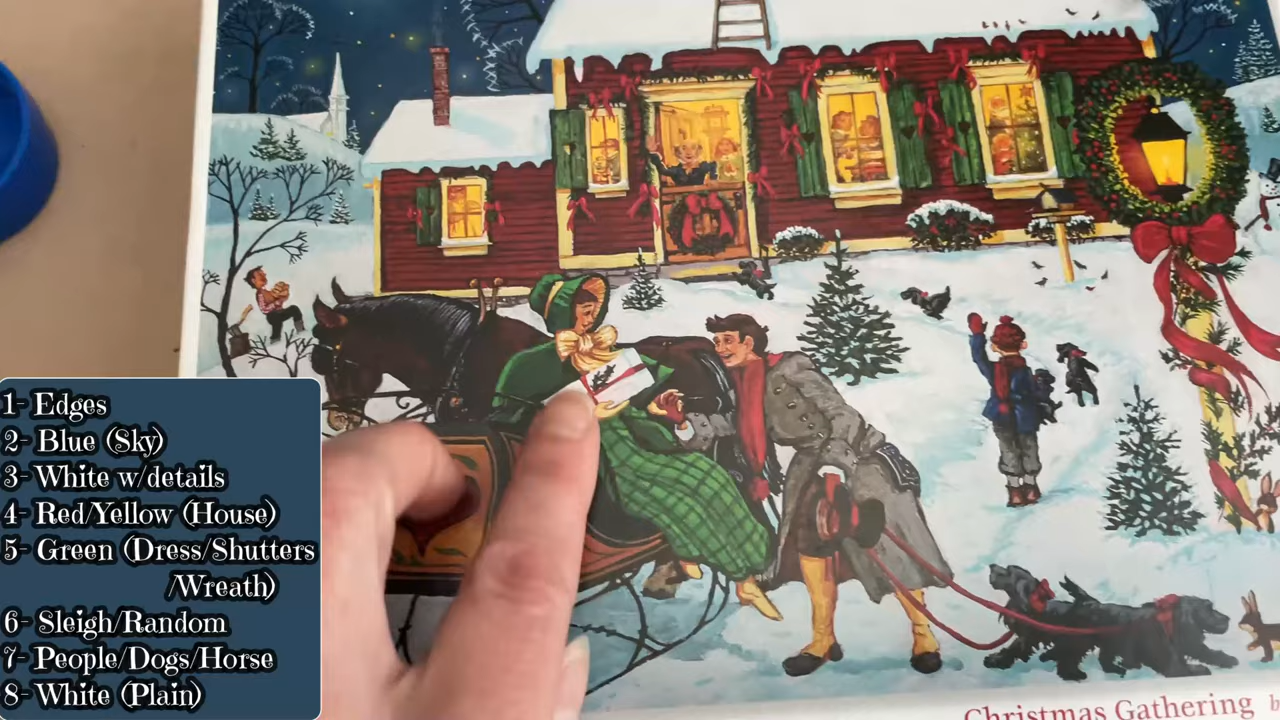 1- Edges
2- Blue (Sky)
3- White w/details
4- Red/Yellow (House)
5- Green (Dress/Shutters
/Wreath)
6- Sleigh/Random
7- People/Dogs/Horse
8- White (Plain)
Christmas Gathering